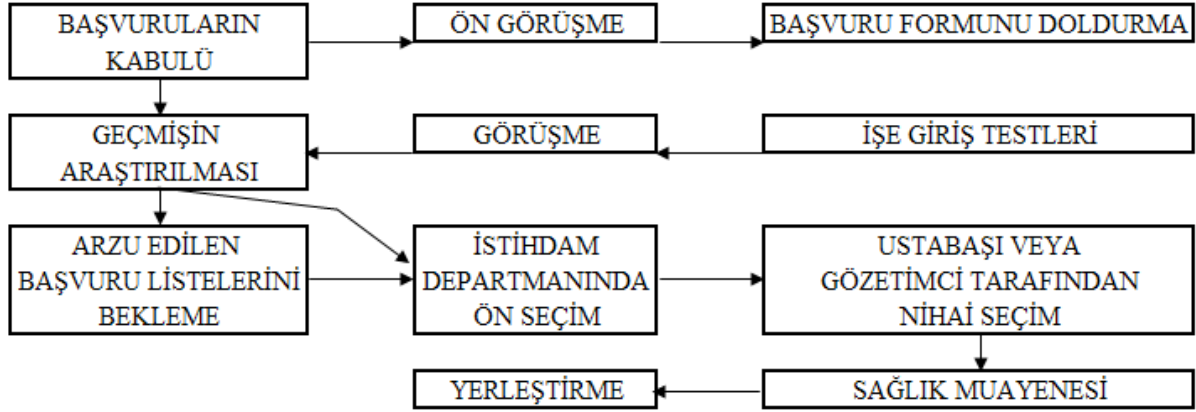 BAŞVURULARIN
KABULÜ
ÖN GÖRÜŞME
BAŞVURU FORMUNU DOLDURMA
GEÇMİŞİN
ARAŞTIRILMASI
GÖRÜŞME
İŞE GİRİŞ TESTLERİ
ARZU EDİLEN
BAŞVURU LİSTELERİNİ
BEKLEME
İSTİHDAM
DEPARTMANINDA
ÖN SEÇİM
USTABAŞI VEYA
GÖZETİMCİ TARAFINDAN
NİHAİ SEÇİM
YERLEŞTİRME
SAĞLIK MUAYENESİ